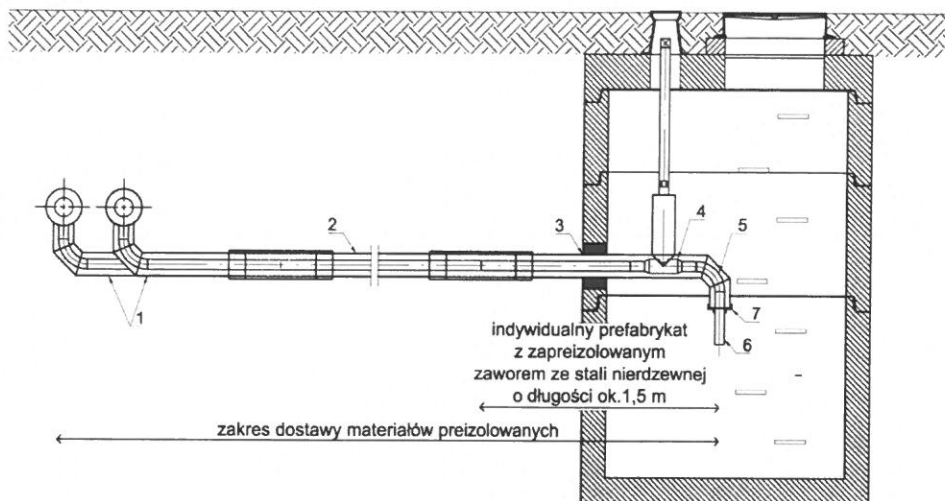 2
3
4
5
1
7
6
indywidualny prefabrykat
z zapreizolowanym
zaworem ze stali nierdzewnej
o długości ok.1,5 m
zakres dostawy materiałów preizolowanych